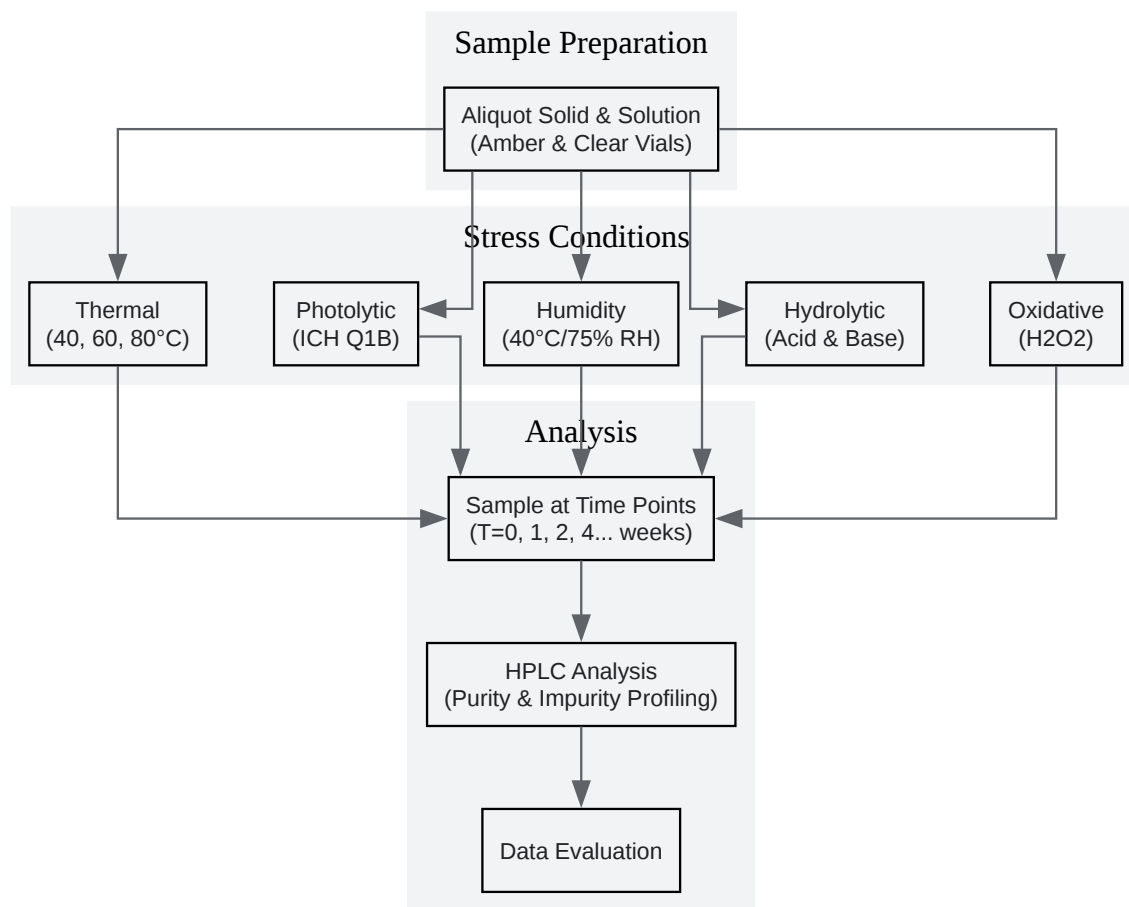 Sample Preparation
Aliquot Solid & Solution
(Amber & Clear Vials)
Stress Conditions
Thermal
(40, 60, 80°C)
Photolytic
(ICH Q1B)
Humidity
(40°C/75% RH)
Hydrolytic
(Acid & Base)
Oxidative
(H2O2)
Analysis
Sample at Time Points
(T=0, 1, 2, 4... weeks)
HPLC Analysis
(Purity & Impurity Profiling)
Data Evaluation